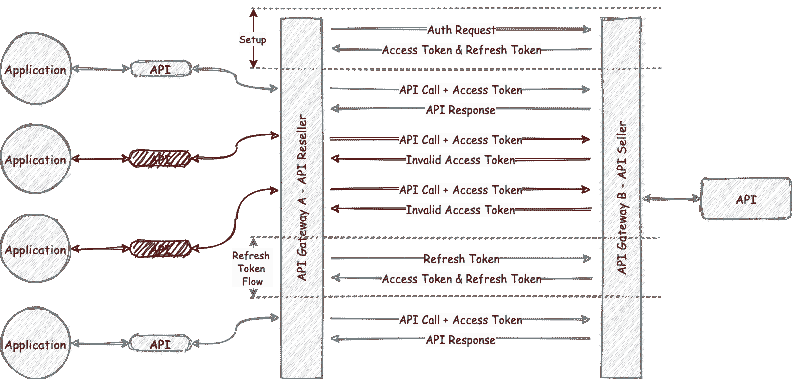 Auth Request
Setup
Access Token & Refresh Token
Application
API
API Call + Access Token
API Response
API Call + Access Token
Application
API
Invalid Access Token
API Call + Access Token
API Gateway A - API Reseller
API Gateway B - API Seller
API
Invalid Access Token
Application
API
Refresh
Token
Flow
Refresh Token
Access Token & Refresh Token
API Call + Access Token
Application
API
API Response